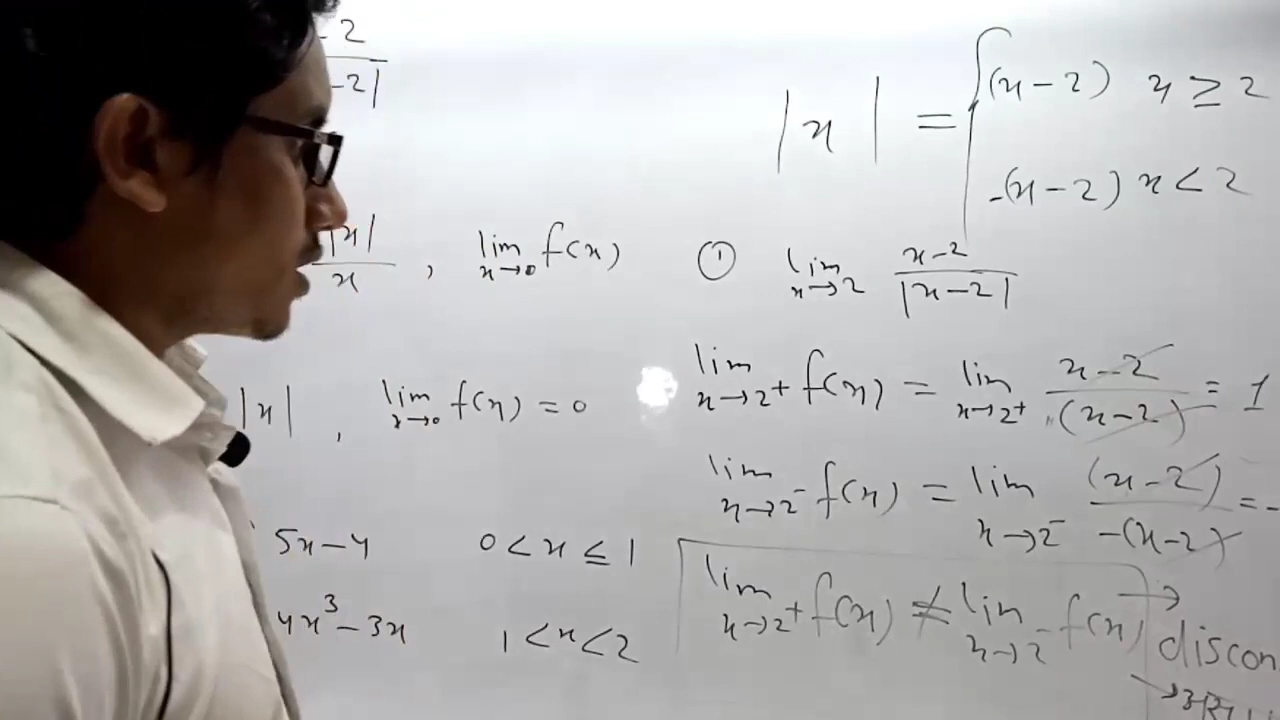 -2
-2|
|x|
x
, lim x→0 f(x)
|x| , lim x→0 f(x) = 0
5x-4 0 < x ≤ 1
4x³-3x 1 < x < 2
|x| = { (x-2) x ≥ 2
-(x-2) x < 2
① lim x→2 x-2 / |x-2|
lim x→2⁺ f(x) = lim x→2⁺ x-2 / (x-2) = 1
lim x→2⁻ f(x) = lim x→2⁻ (x-2) / -(x-2) = -
lim x→2⁺ f(x) ≠ lim x→2⁻ f(x) →
discon
→